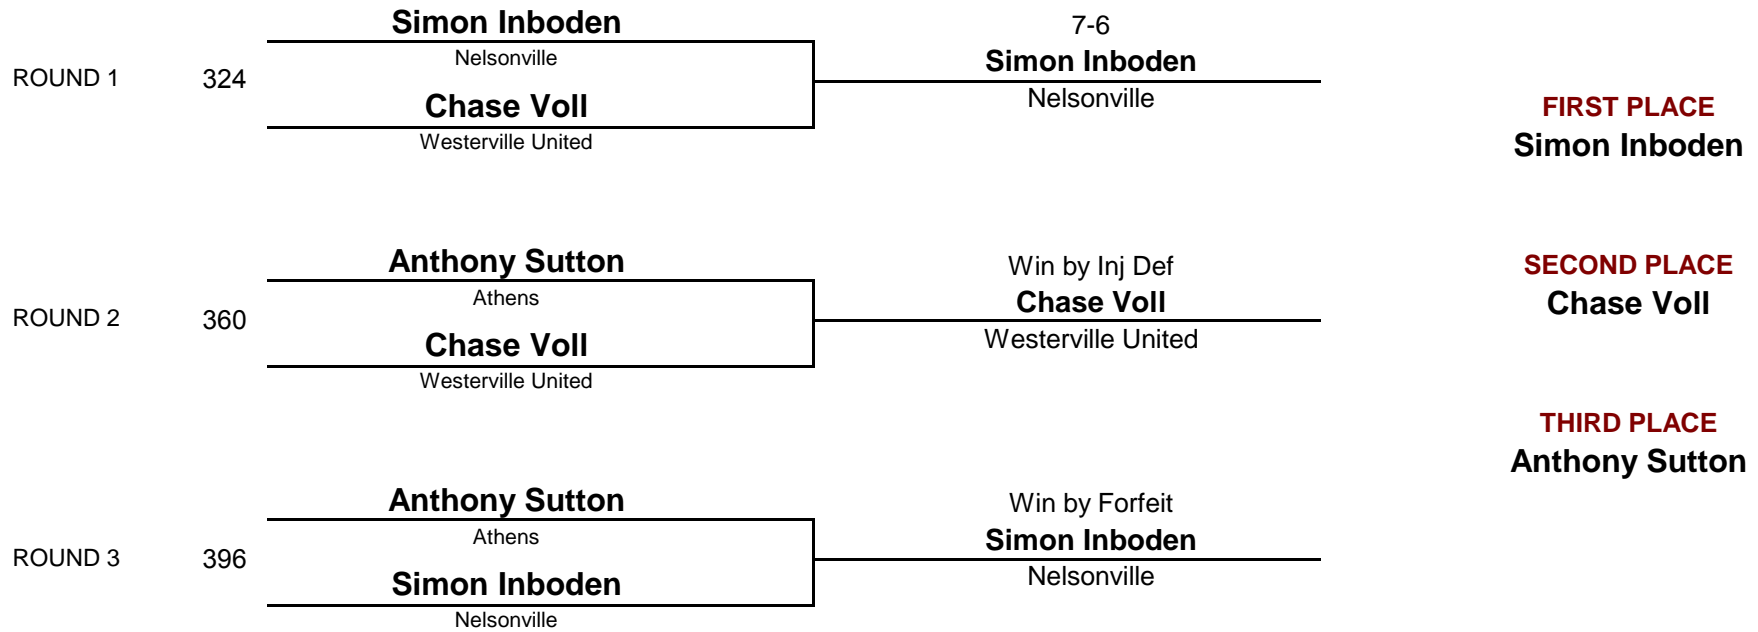 Simon Inboden
7-6
Nelsonville
Simon Inboden
ROUND 1
324
Chase Voll
Nelsonville
FIRST PLACE
Westerville United
Simon Inboden
Anthony Sutton
Win by Inj Def
SECOND PLACE
Athens
Chase Voll
Chase Voll
ROUND 2
360
Chase Voll
Westerville United
Westerville United
THIRD PLACE
Anthony Sutton
Anthony Sutton
Win by Forfeit
Athens
Simon Inboden
ROUND 3
396
Simon Inboden
Nelsonville
Nelsonville